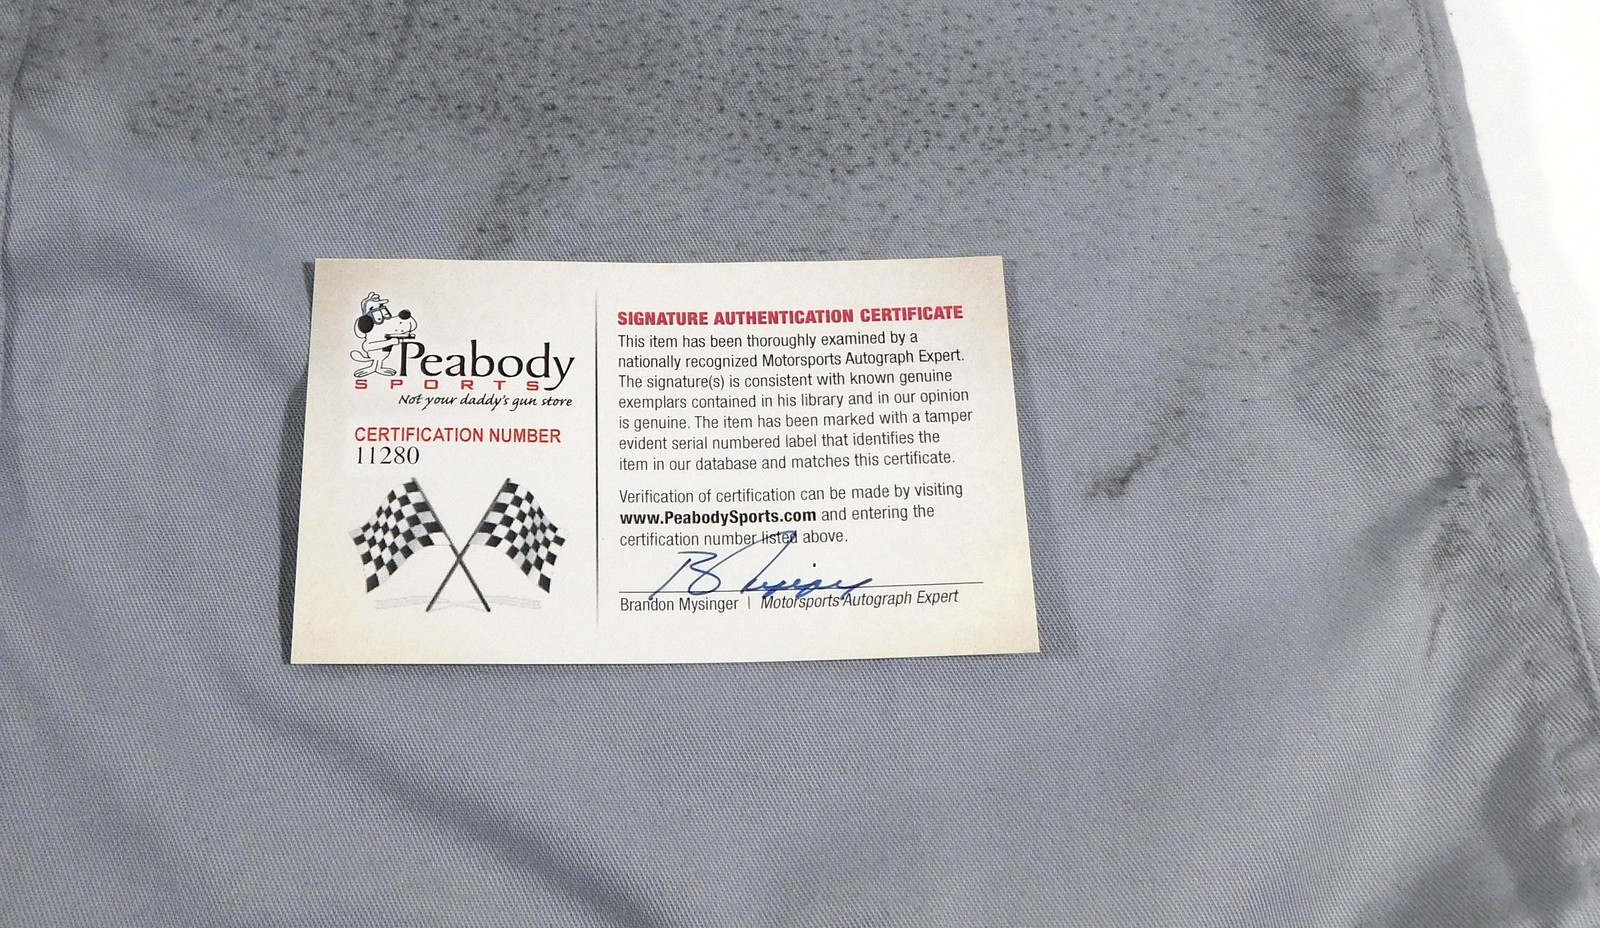 Peabody
SPORTS
Not your daddy's gun store
CERTIFICATION NUMBER
11280
SIGNATURE AUTHENTICATION CERTIFICATE
This item has been thoroughly examined by a
nationally recognized Motorsports Autograph Expert.
The signature(s) is consistent with known genuine
exemplars contained in his library and in our opinion
is genuine. The item has been marked with a tamper
evident serial numbered label that identifies the
item in our database and matches this certificate.
Verification of certification can be made by visiting
www.PeabodySports.com and entering the
certification number listed above.
Brandon Mysinger | Motorsports Autograph Expert